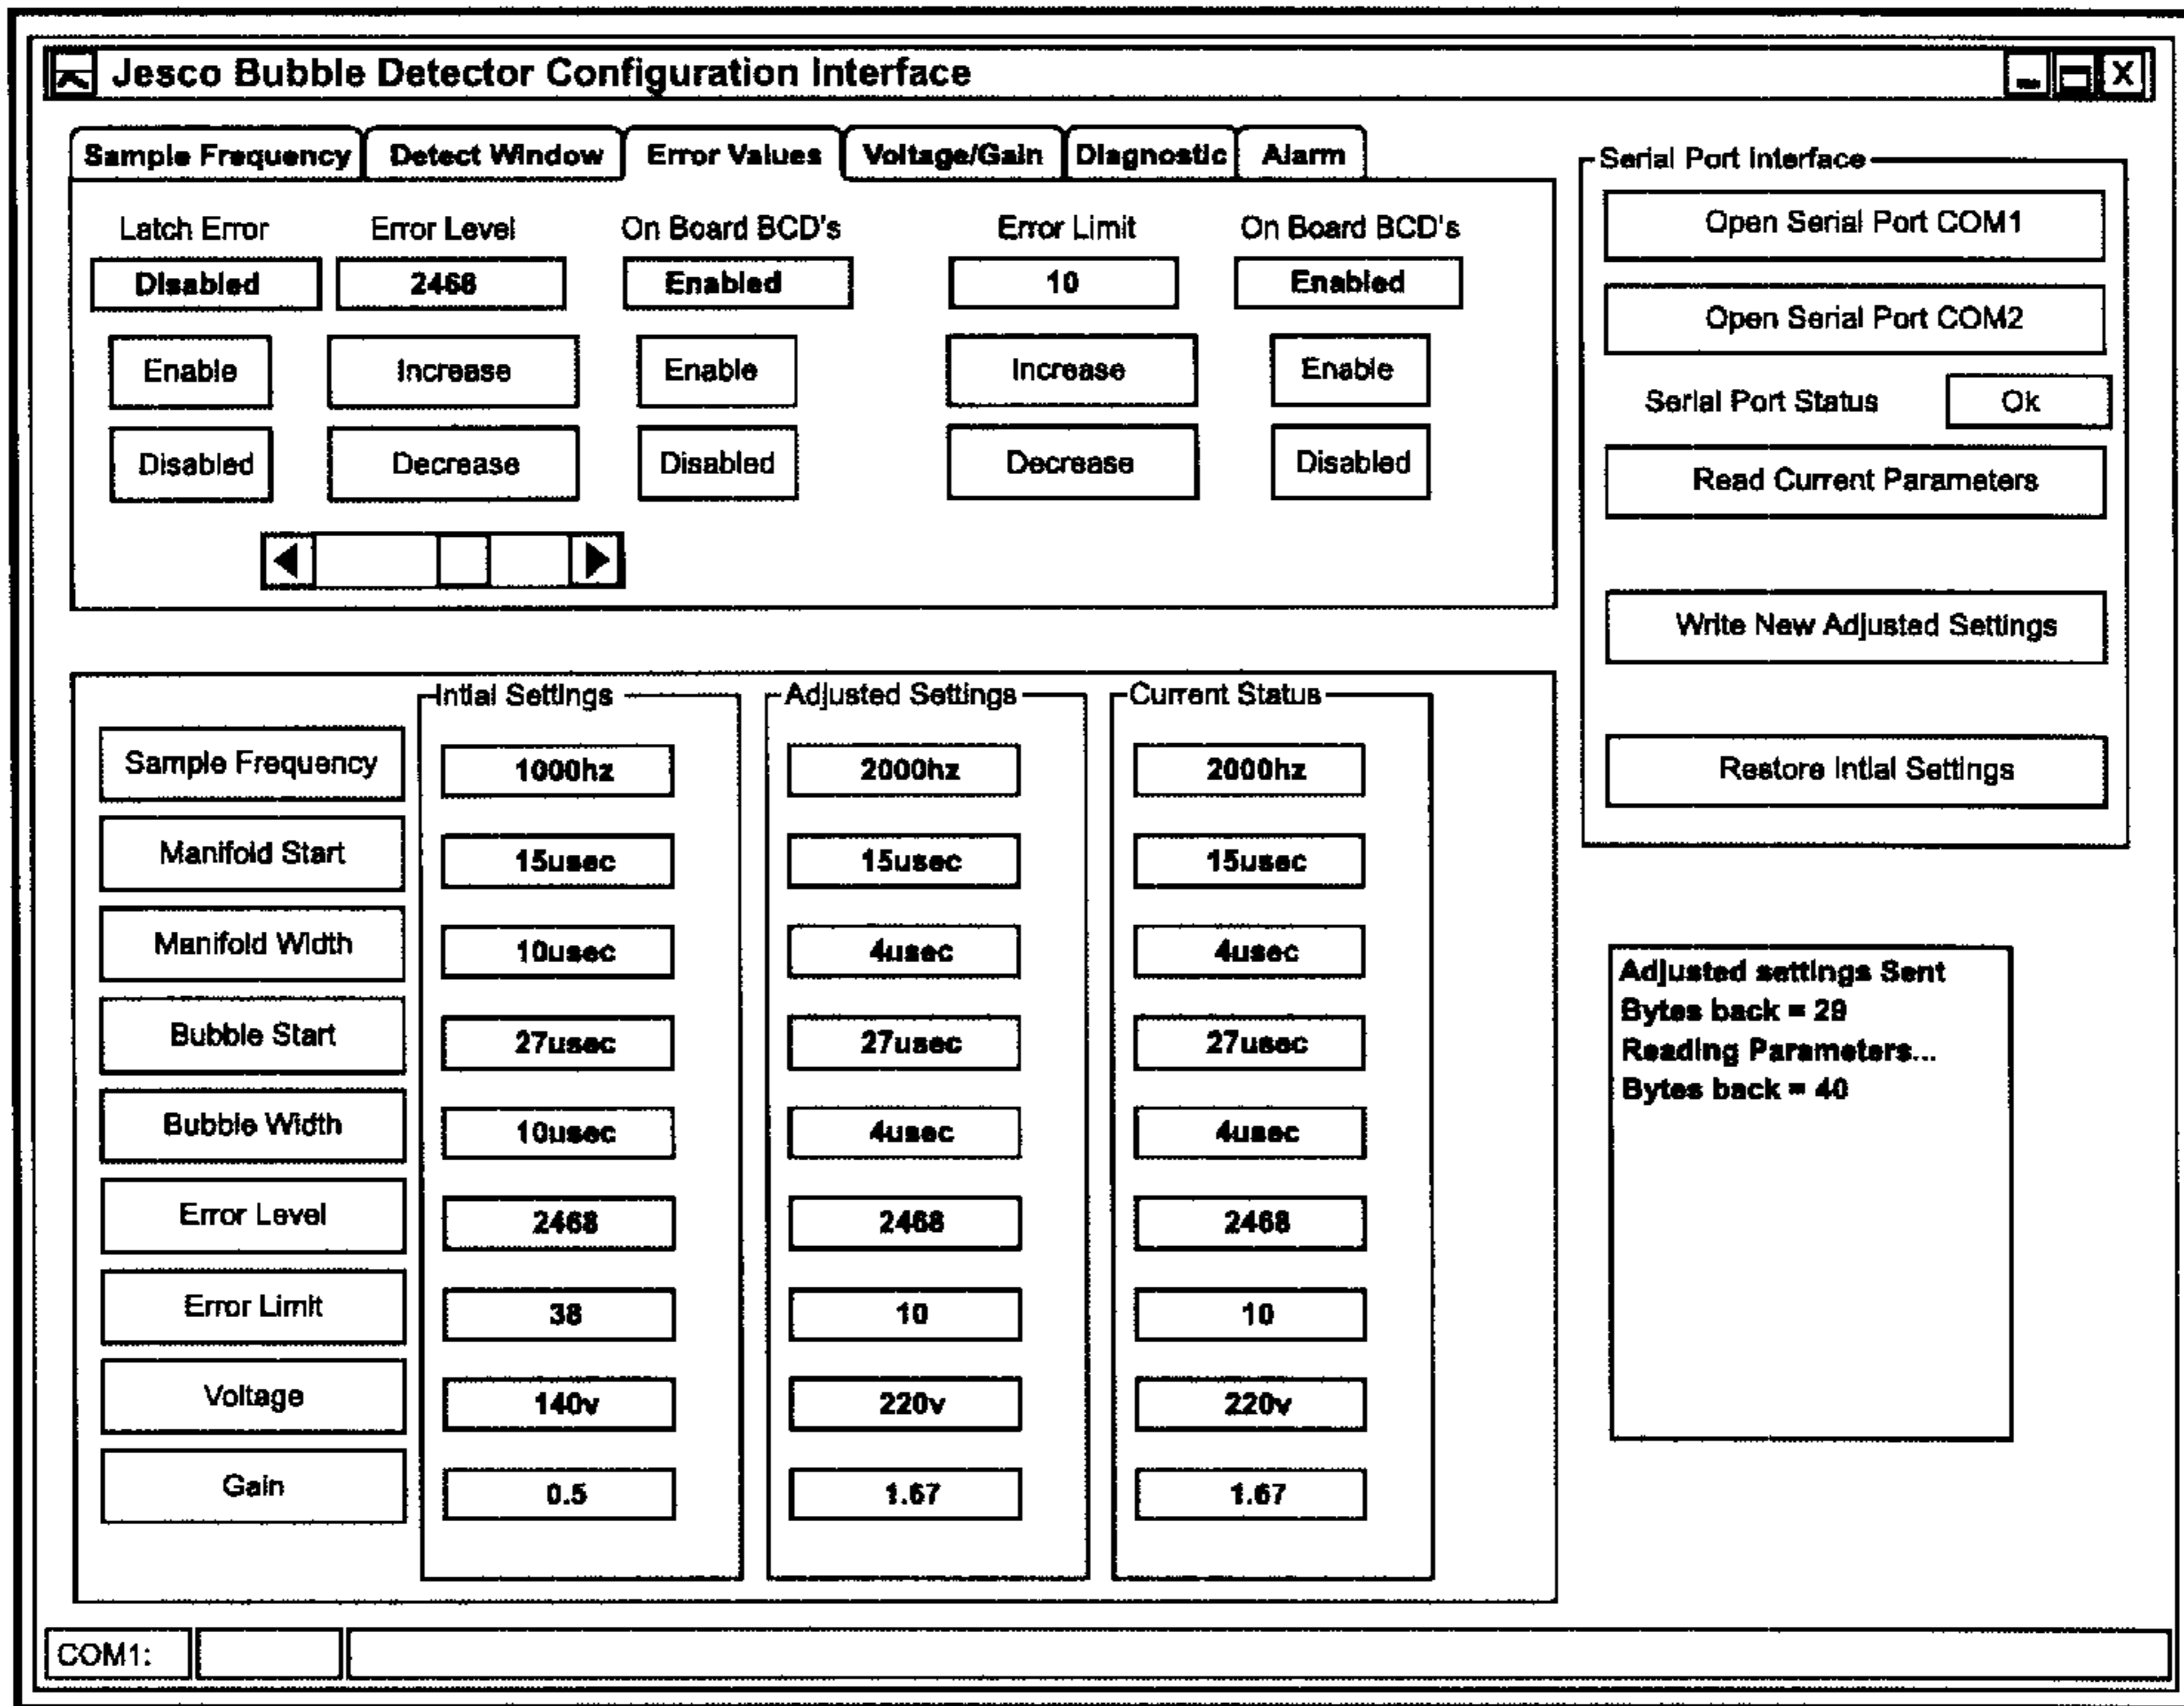 Jesco Bubble Detector Configuration Interface
Sample Frequency Detect Window Error Values Voltage/Gain Diagnostic Alarm
Latch Error Error Level On Board BCD's Error Limit On Board BCD's
Disabled 2468 Enabled 10 Enabled
Enable Increase Enable Increase Enable
Disabled Decrease Disabled Decrease Disabled
Serial Port Interface
Open Serial Port COM1
Open Serial Port COM2
Serial Port Status Ok
Read Current Parameters
Write New Adjusted Settings
Restore Intial Settings
Intial Settings Adjusted Settings Current Status
Sample Frequency 1000hz 2000hz 2000hz
Manifold Start 15usec 15usec 15usec
Manifold Width 10usec 4usec 4usec
Bubble Start 27usec 27usec 27usec
Bubble Width 10usec 4usec 4usec
Error Level 2468 2468 2468
Error Limit 38 10 10
Voltage 140v 220v 220v
Gain 0.5 1.67 1.67
Adjusted settings Sent
Bytes back = 29
Reading Parameters...
Bytes back = 40
COM1: